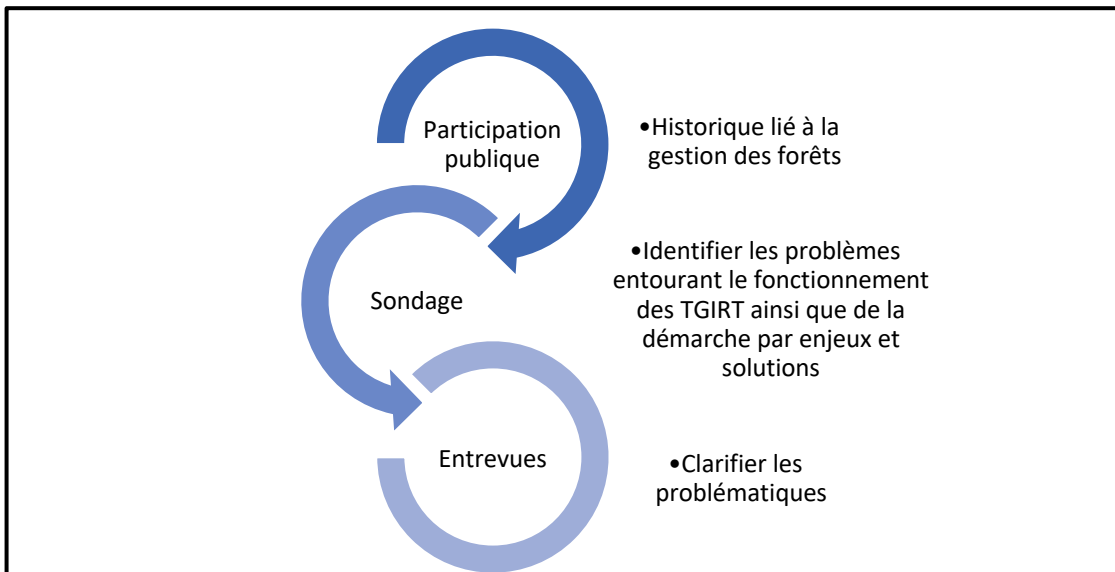 Participation
publique
•Historique lié à la
gestion des forêts
Sondage
•Identifier les problèmes
entourant le fonctionnement
des TGIRT ainsi que de la
démarche par enjeux et
solutions
Entrevues
•Clarifier les
problématiques